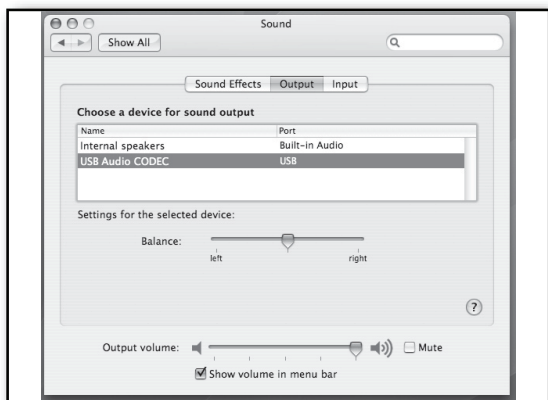 Sound
Show All
Sound Effects Output Input
Choose a device for sound output
Name Port
Internal speakers Built-in Audio
USB Audio CODEC USB
Settings for the selected device:
Balance:
left right
?
Output volume: Mute
Show volume in menu bar